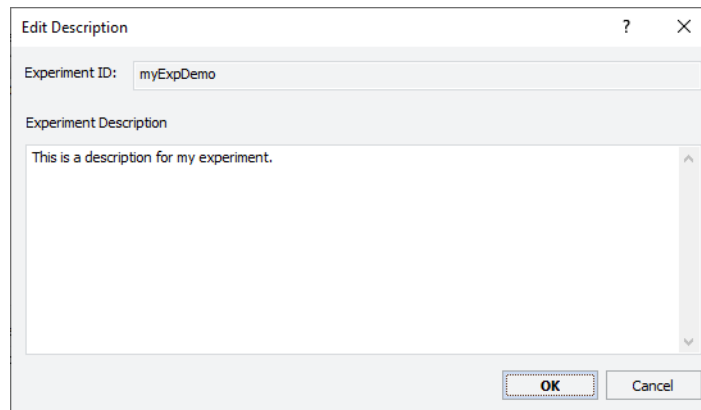 Edit Description
?
Experiment ID: myExpDemo
Experiment Description
This is a description for my experiment.
OK Cancel